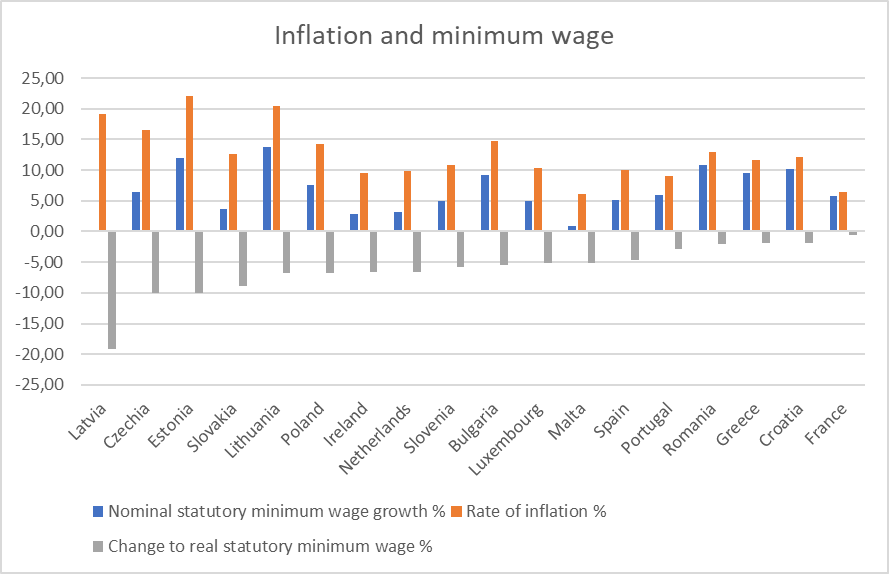 Inflation and minimum wage
25,00
20,00
15,00
10,00
5,00
0,00
-5,00
-10,00
-15,00
-20,00
-25,00
Latvia
Czechia
Estonia
Slovakia
Lithuania
Poland
Ireland
Netherlands
Slovenia
Bulgaria
Luxembourg
Malta
Spain
Portugal
Romania
Greece
Croatia
France
Nominal statutory minimum wage growth %
Rate of inflation %
Change to real statutory minimum wage %